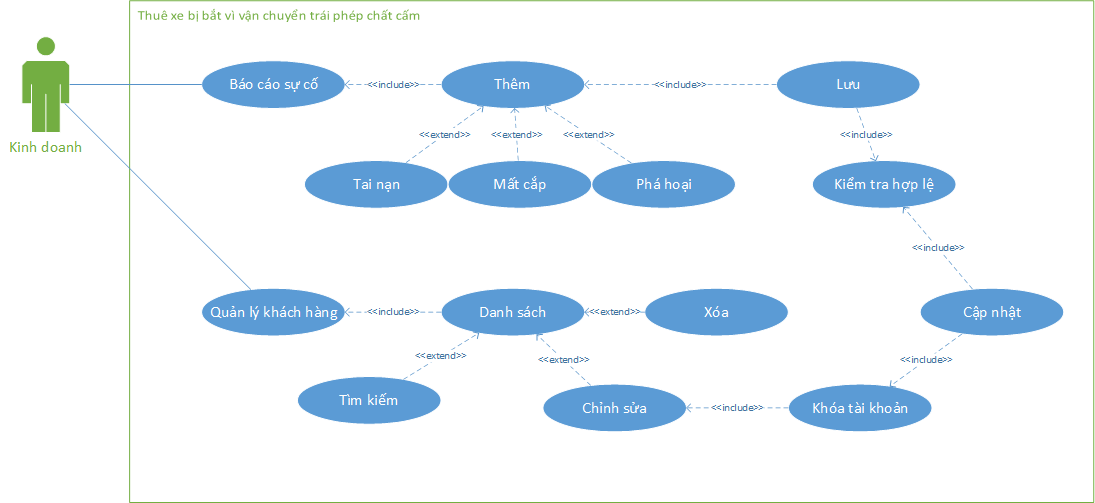 Thuê xe bị bắt vì vận chuyển trái phép chất cấm
Kinh doanh
Báo cáo sự cố
<<include>>
Thêm
<<include>>
Lưu
<<extend>>
<<extend>>
<<extend>>
<<include>>
Tai nạn
Mất cắp
Phá hoại
Kiểm tra hợp lệ
<<include>>
Quản lý khách hàng
<<include>>
Danh sách
<<extend>>
Xóa
Cập nhật
<<extend>>
<<extend>>
<<include>>
Tìm kiếm
Chỉnh sửa
<<include>>
Khóa tài khoản